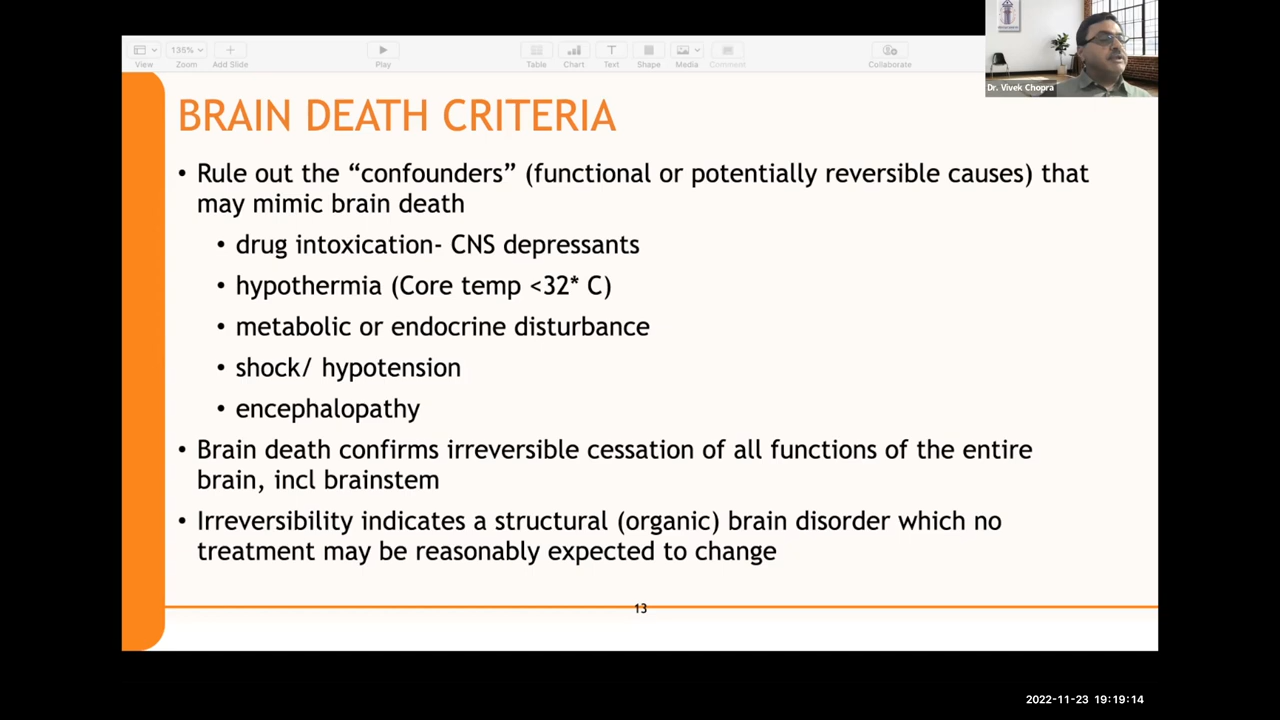 View
135%
Zoom
Add Slide
Play
Table
Chart
Text
Shape
Media
Comment
Collaborate
Dr. Vivek Chopra
BRAIN DEATH CRITERIA
• Rule out the “confounders” (functional or potentially reversible causes) that
may mimic brain death
• drug intoxication- CNS depressants
• hypothermia (Core temp <32* C)
• metabolic or endocrine disturbance
• shock/ hypotension
• encephalopathy
• Brain death confirms irreversible cessation of all functions of the entire
brain, incl brainstem
• Irreversibility indicates a structural (organic) brain disorder which no
treatment may be reasonably expected to change
13
2022-11-23 19:19:14